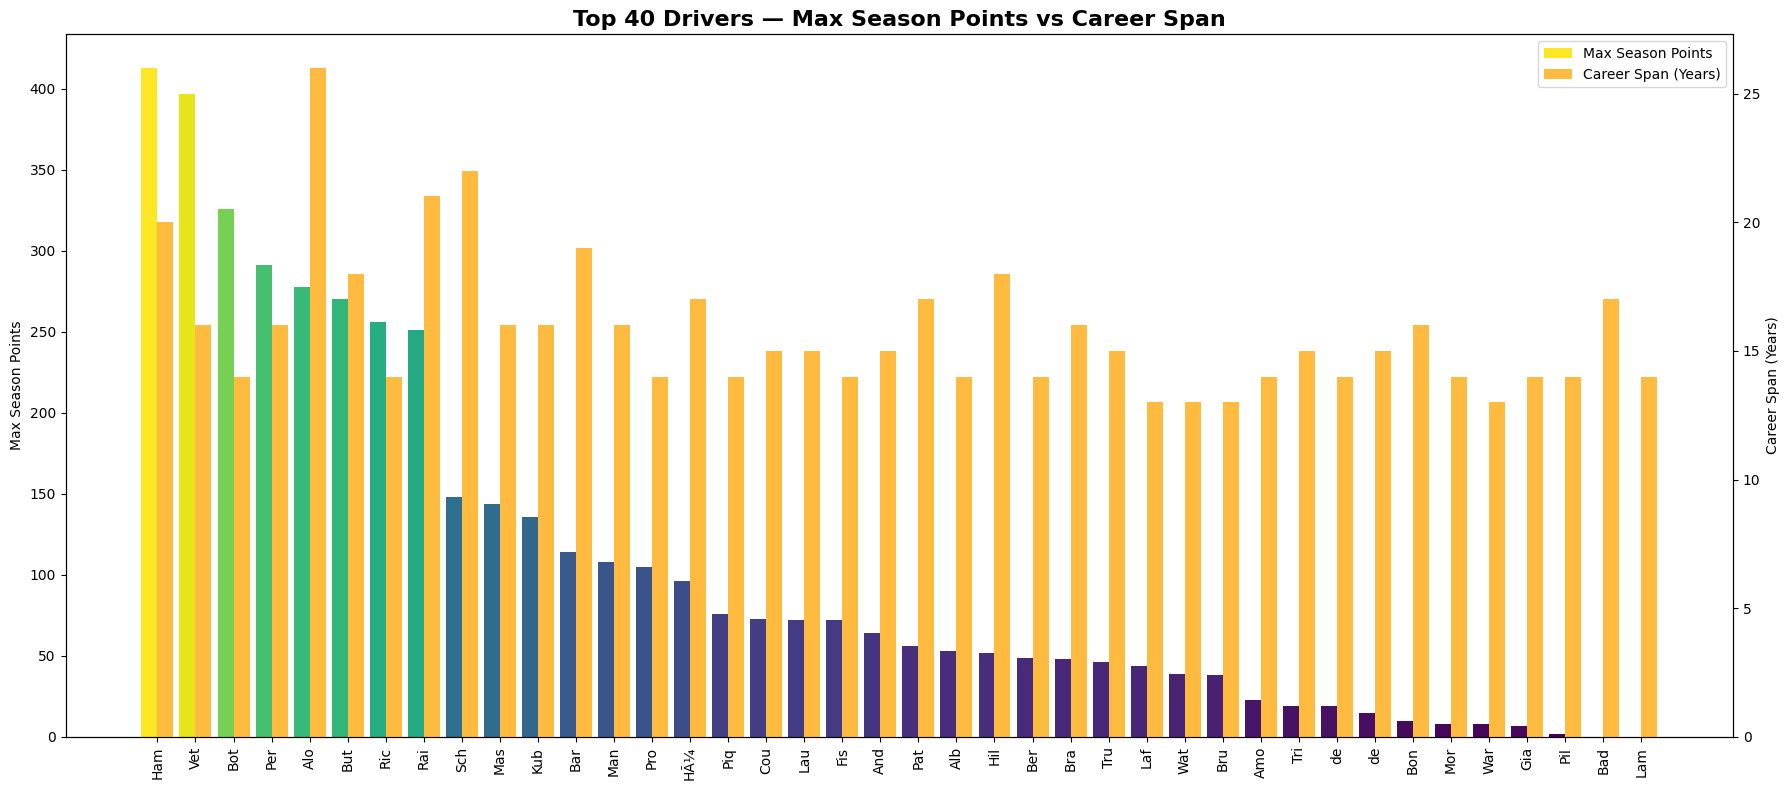 Top 40 Drivers — Max Season Points vs Career Span
Max Season Points
Career Span (Years)
400
350
300
250
200
150
100
50
0
Max Season Points
25
20
15
10
5
0
Career Span (Years)
Ham
Vet
Bot
Per
Alo
But
Ric
Rai
Sch
Mas
Kub
Bar
Man
Pro
HÃ¼
Piq
Cou
Lau
Fis
And
Pat
Alb
Hil
Ber
Bra
Tru
Laf
Wat
Bru
Amo
Tri
de
de
Bon
Mor
War
Gia
Pil
Bad
Lam